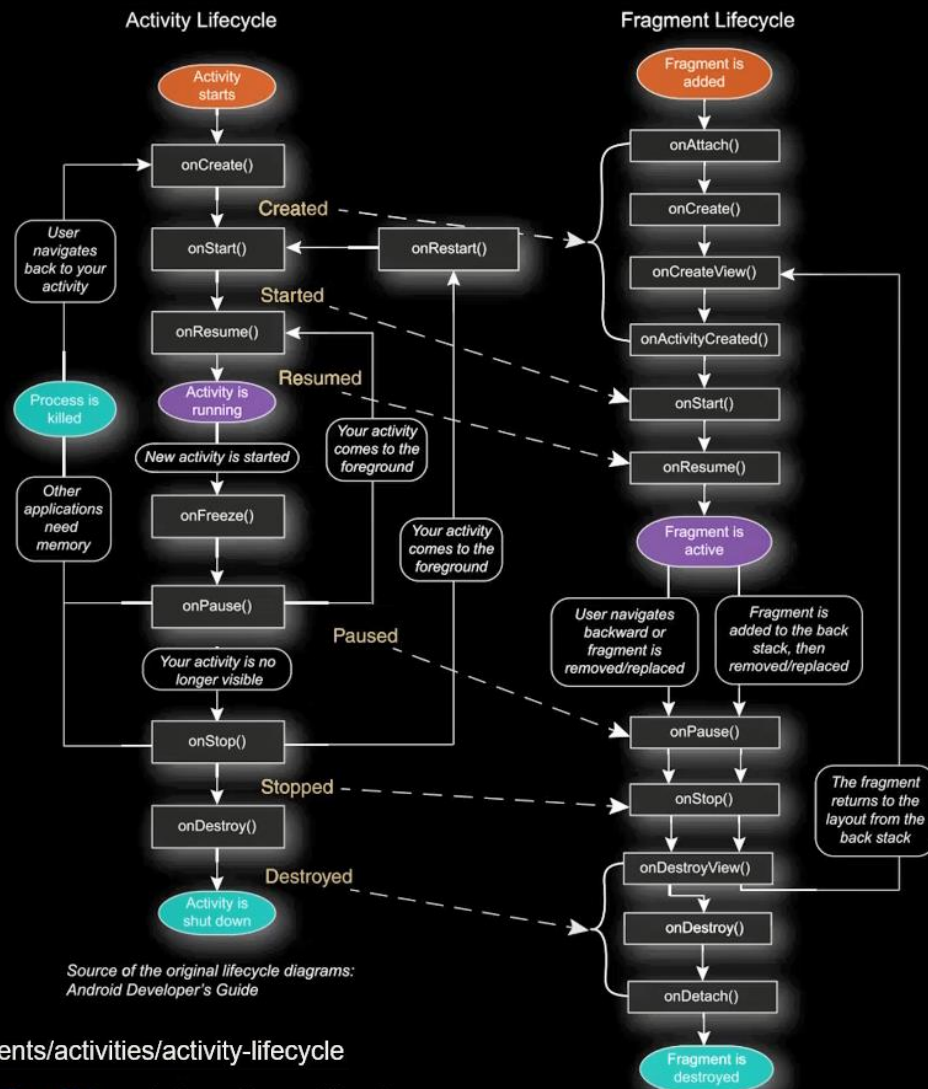 Activity Lifecycle
Activity
starts
onCreate()
onStart()
onRestart()
onResume()
Activity is
running
New activity is started
onFreeze()
onPause()
Your activity is no
longer visible
onStop()
onDestroy()
Activity is
shut down
User
navigates
back to your
activity
Process is
killed
Other
applications
need
memory
Your activity
comes to the
foreground
Your activity
comes to the
foreground
Created
Started
Resumed
Paused
Stopped
Destroyed
Fragment Lifecycle
Fragment is
added
onAttach()
onCreate()
onCreateView()
onActivityCreated()
onStart()
onResume()
Fragment is
active
User navigates
backward or
fragment is
removed/replaced
Fragment is
added to the back
stack, then
removed/replaced
onPause()
onStop()
onDestroyView()
onDestroy()
onDetach()
Fragment is
destroyed
The fragment
returns to the
layout from the
back stack
Source of the original lifecycle diagrams:
Android Developer's Guide
ents/activities/activity-lifecycle